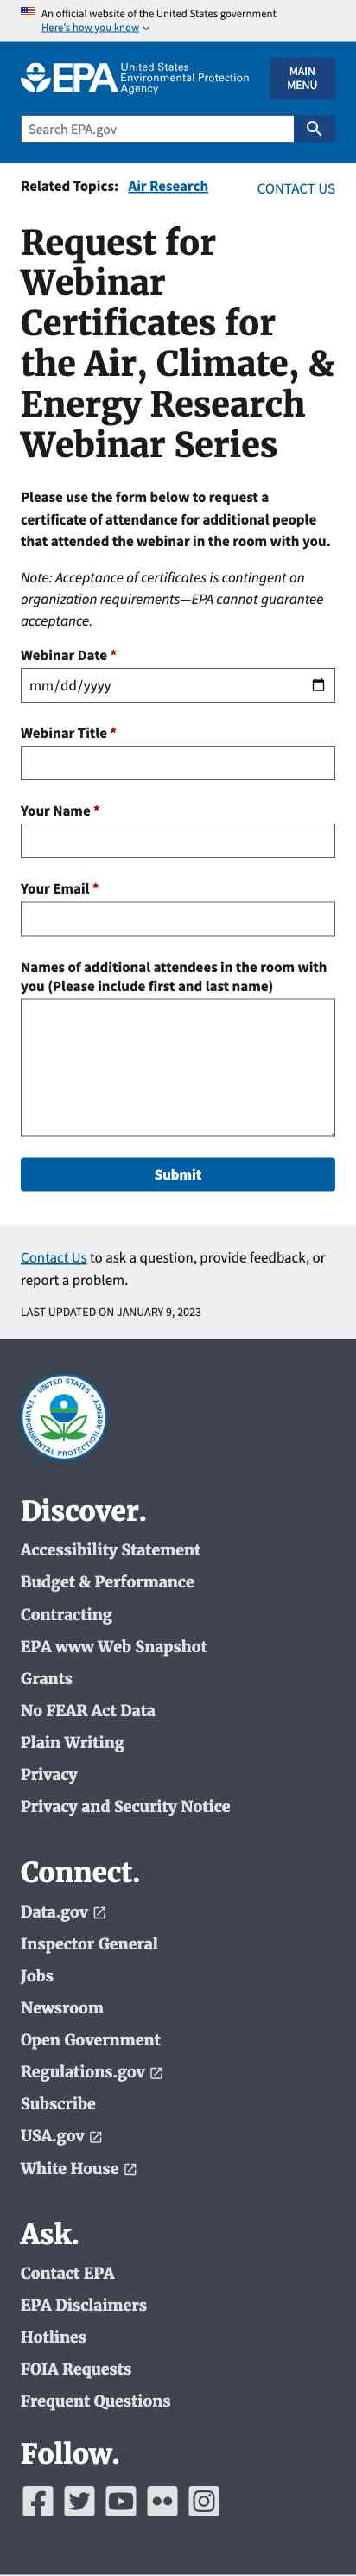 An official website of the United States government
Here's how you know
EPA United States
Environmental Protection
Agency
MAIN
MENU
Search EPA.gov
Related Topics: Air Research
CONTACT US
Request for
Webinar
Certificates for
the Air, Climate, &
Energy Research
Webinar Series
Please use the form below to request a
certificate of attendance for additional people
that attended the webinar in the room with you.
Note: Acceptance of certificates is contingent on
organization requirements—EPA cannot guarantee
acceptance.
Webinar Date *
mm/dd/yyyy
Webinar Title *
Your Name *
Your Email *
Names of additional attendees in the room with
you (Please include first and last name)
Submit
Contact Us to ask a question, provide feedback, or
report a problem.
LAST UPDATED ON JANUARY 9, 2023
UNITED STATES
ENVIRONMENTAL PROTECTION AGENCY
Discover.
Accessibility Statement
Budget & Performance
Contracting
EPA www Web Snapshot
Grants
No FEAR Act Data
Plain Writing
Privacy
Privacy and Security Notice
Connect.
Data.gov
Inspector General
Jobs
Newsroom
Open Government
Regulations.gov
Subscribe
USA.gov
White House
Ask.
Contact EPA
EPA Disclaimers
Hotlines
FOIA Requests
Frequent Questions
Follow.